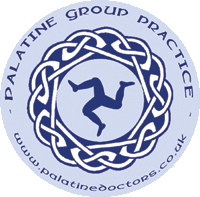 - PALATINE GROUP PRACTICE -
www.palatinedoctors.co.uk